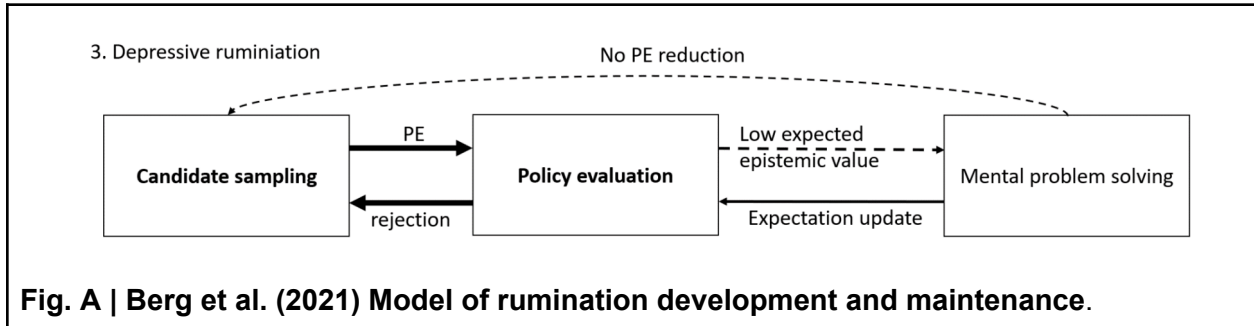 3. Depressive ruminiation
No PE reduction
Candidate sampling
PE
rejection
Policy evaluation
Low expected
epistemic value
Expectation update
Mental problem solving
Fig. A | Berg et al. (2021) Model of rumination development and maintenance.